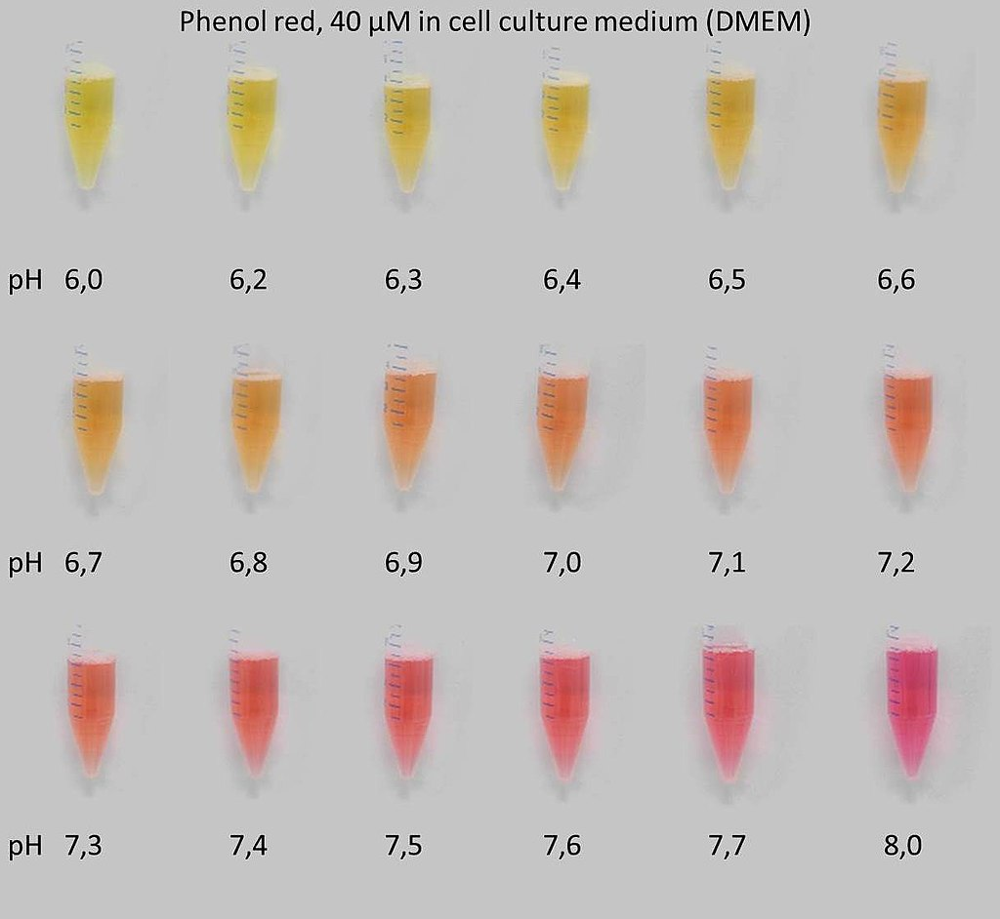 Phenol red, 40 µM in cell culture medium (DMEM)
pH 6,0 6,2 6,3 6,4 6,5 6,6
pH 6,7 6,8 6,9 7,0 7,1 7,2
pH 7,3 7,4 7,5 7,6 7,7 8,0